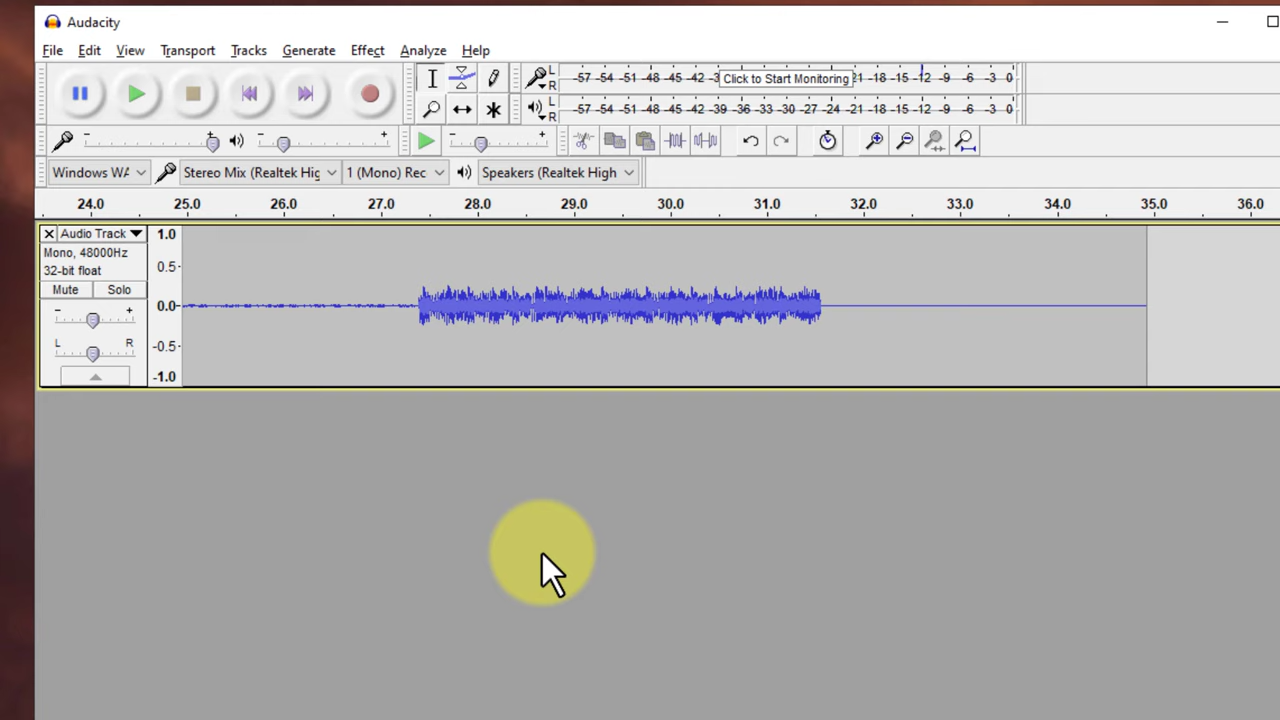 Audacity
File Edit View Transport Tracks Generate Effect Analyze Help
L
R
-57 -54 -51 -48 -45 -42 -3 Click to Start Monitoring 21 -18 -15 -12 -9 -6 -3 0
L
R
-57 -54 -51 -48 -45 -42 -39 -36 -33 -30 -27 -24 -21 -18 -15 -12 -9 -6 -3 0
- + - + - +
Windows WA Stereo Mix (Realtek Hig 1 (Mono) Rec Speakers (Realtek High
24.0 25.0 26.0 27.0 28.0 29.0 30.0 31.0 32.0 33.0 34.0 35.0 36.0
Audio Track 1.0
Mono, 48000Hz
32-bit float 0.5
Mute Solo
- + 0.0
L R -0.5
-1.0